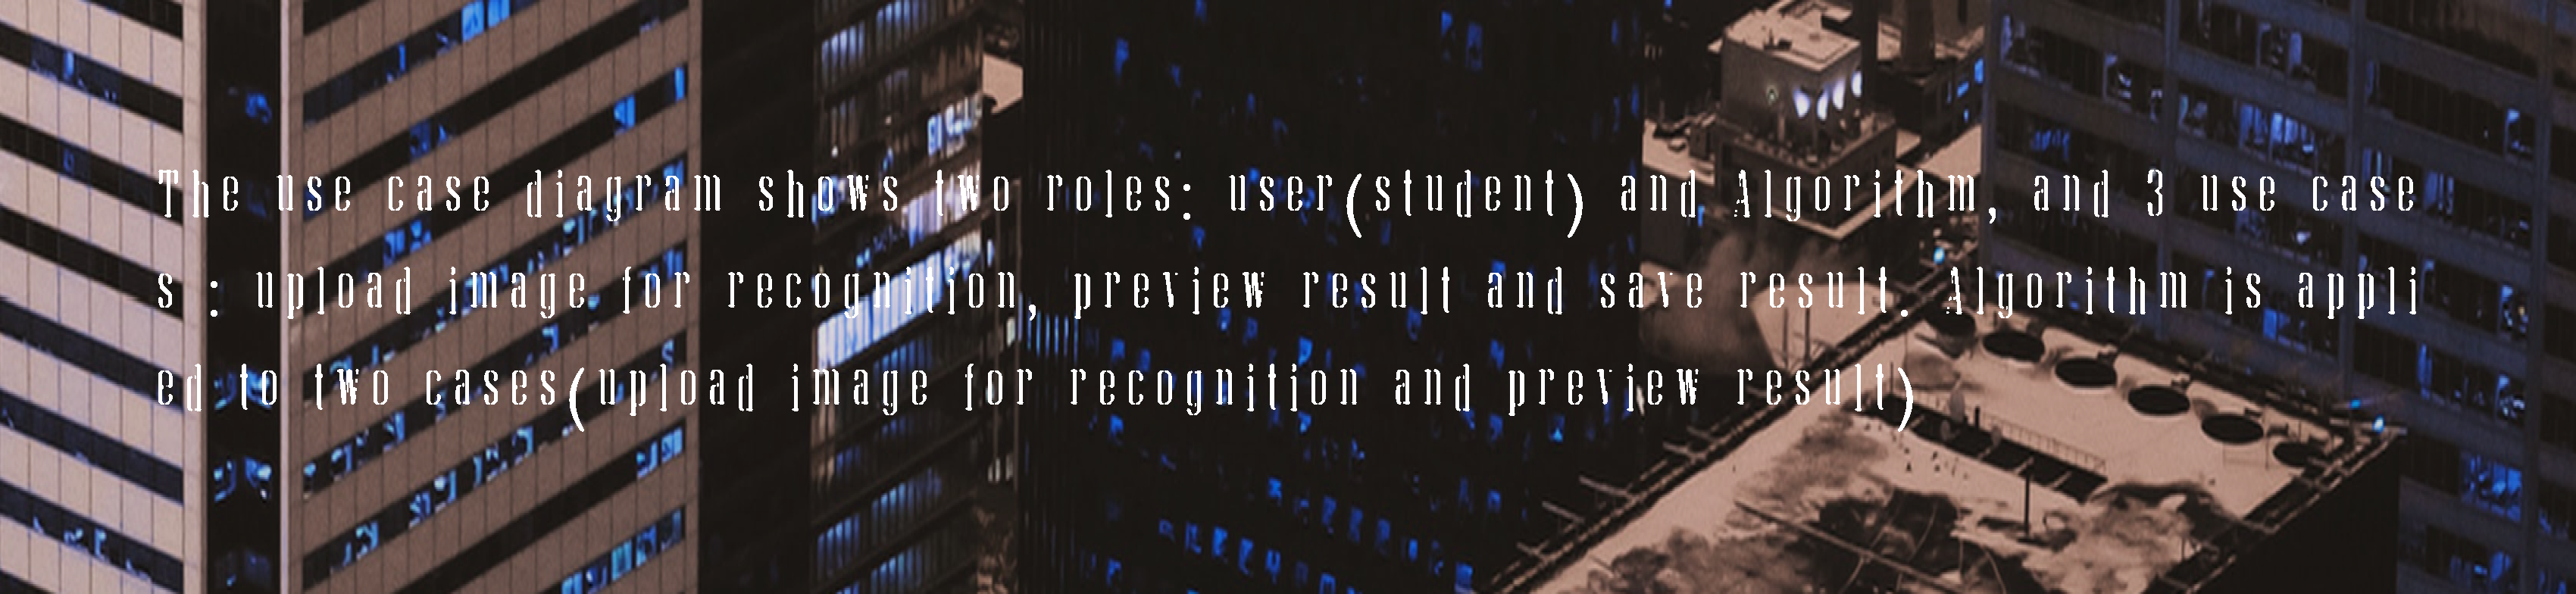 The use case diagram shows two roles: user(student) and Algorithm, and 3 use case
s : upload image for recognition, preview result and save result. Algorithm is appli
ed to two cases(upload image for recognition and preview result)